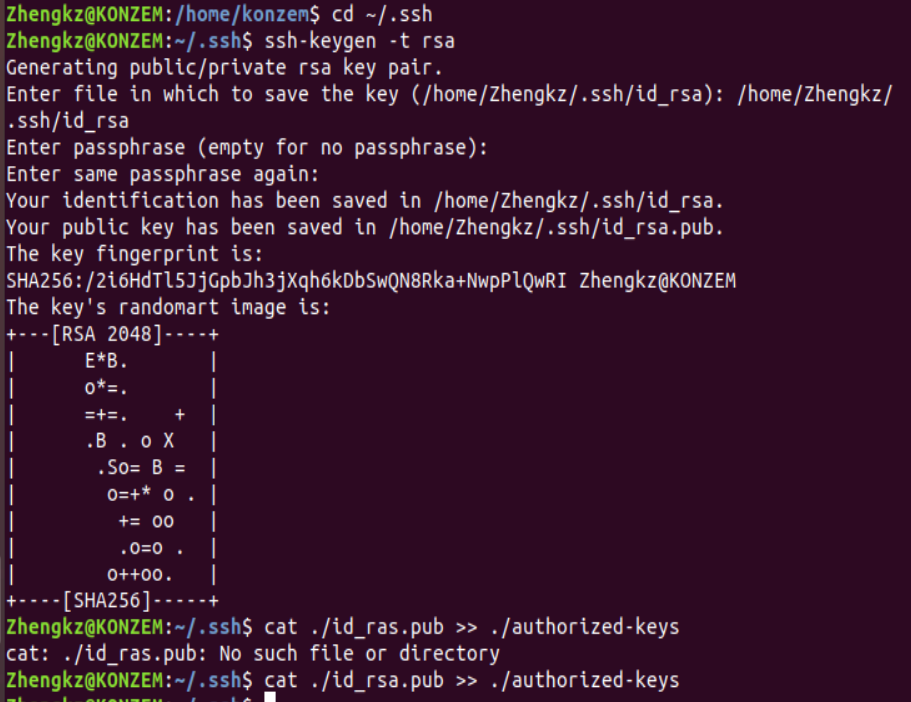 Zhengkz@KONZEM:/home/konzem$ cd ~/.ssh
Zhengkz@KONZEM:~/.ssh$ ssh-keygen -t rsa
Generating public/private rsa key pair.
Enter file in which to save the key (/home/Zhengkz/.ssh/id_rsa): /home/Zhengkz/
.ssh/id_rsa
Enter passphrase (empty for no passphrase):
Enter same passphrase again:
Your identification has been saved in /home/Zhengkz/.ssh/id_rsa.
Your public key has been saved in /home/Zhengkz/.ssh/id_rsa.pub.
The key fingerprint is:
SHA256:/2i6HdTl5JjGpbJh3jXqh6kDbSwQN8Rka+NwpPlQwRI Zhengkz@KONZEM
The key's randomart image is:
+---[RSA 2048]----+
|      E*B.       |
|      o*=.       |
|      =+=.    +  |
|      .B . o X   |
|       .So= B =  |
|        o=+* o . |
|         += oo   |
|         .o=o .  |
|        o++oo.   |
+----[SHA256]-----+
Zhengkz@KONZEM:~/.ssh$ cat ./id_ras.pub >> ./authorized-keys
cat: ./id_ras.pub: No such file or directory
Zhengkz@KONZEM:~/.ssh$ cat ./id_rsa.pub >> ./authorized-keys